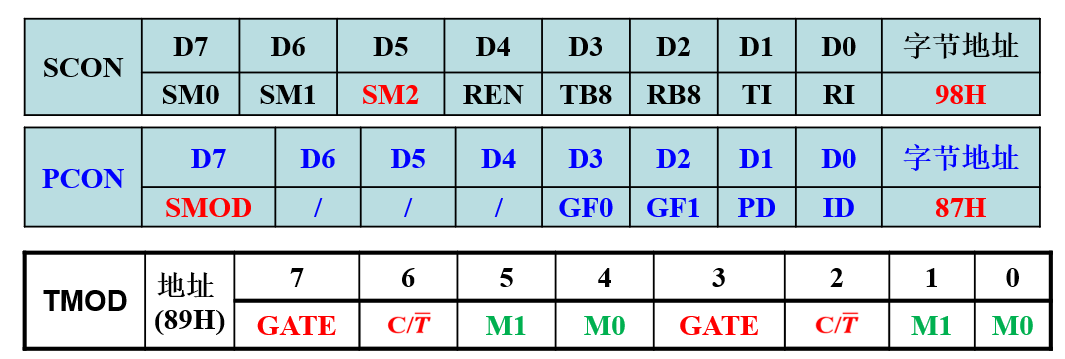 SCON D7 D6 D5 D4 D3 D2 D1 D0 字节地址
SM0 SM1 SM2 REN TB8 RB8 TI RI 98H
PCON D7 D6 D5 D4 D3 D2 D1 D0 字节地址
SMOD / / / GF0 GF1 PD ID 87H
TMOD 地址 7 6 5 4 3 2 1 0
(89H) GATE C/T̅ M1 M0 GATE C/T̅ M1 M0